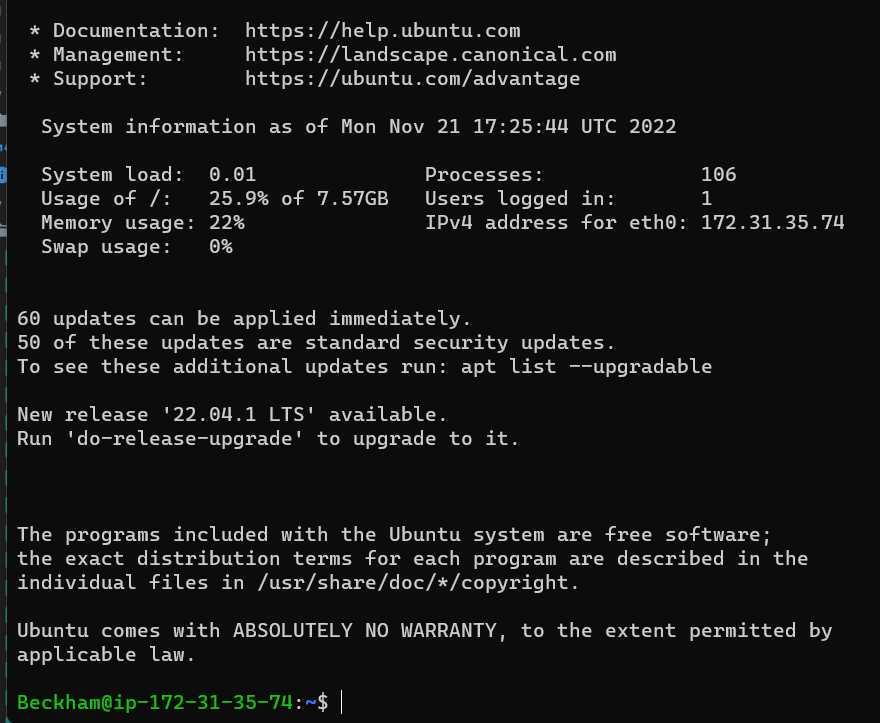 * Documentation:  https://help.ubuntu.com
* Management:     https://landscape.canonical.com
* Support:        https://ubuntu.com/advantage
System information as of Mon Nov 21 17:25:44 UTC 2022
System load:  0.01              Processes:             106
Usage of /:   25.9% of 7.57GB   Users logged in:       1
Memory usage: 22%               IPv4 address for eth0: 172.31.35.74
Swap usage:   0%
60 updates can be applied immediately.
50 of these updates are standard security updates.
To see these additional updates run: apt list --upgradable
New release '22.04.1 LTS' available.
Run 'do-release-upgrade' to upgrade to it.
The programs included with the Ubuntu system are free software;
the exact distribution terms for each program are described in the
individual files in /usr/share/doc/*/copyright.
Ubuntu comes with ABSOLUTELY NO WARRANTY, to the extent permitted by
applicable law.
Beckham@ip-172-31-35-74:~$